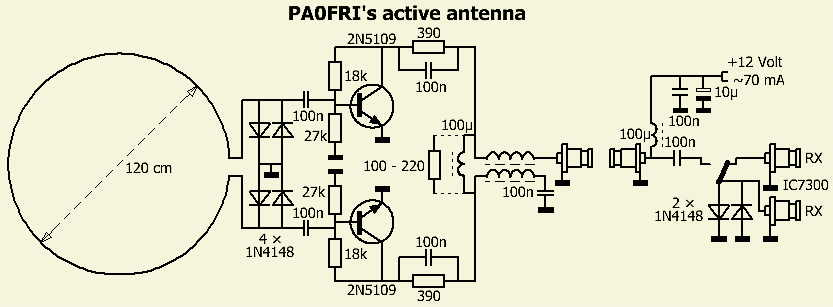 PA0FRI's active antenna
2N5109
390
100n
18k
100n
27k
120 cm
27k
100n
4 ×
1N4148
18k
2N5109
100n
390
100µ
100 - 220
100n
+12 Volt
~70 mA
100n
10µ
100µ
100n
RX
IC7300
2 ×
1N4148
RX